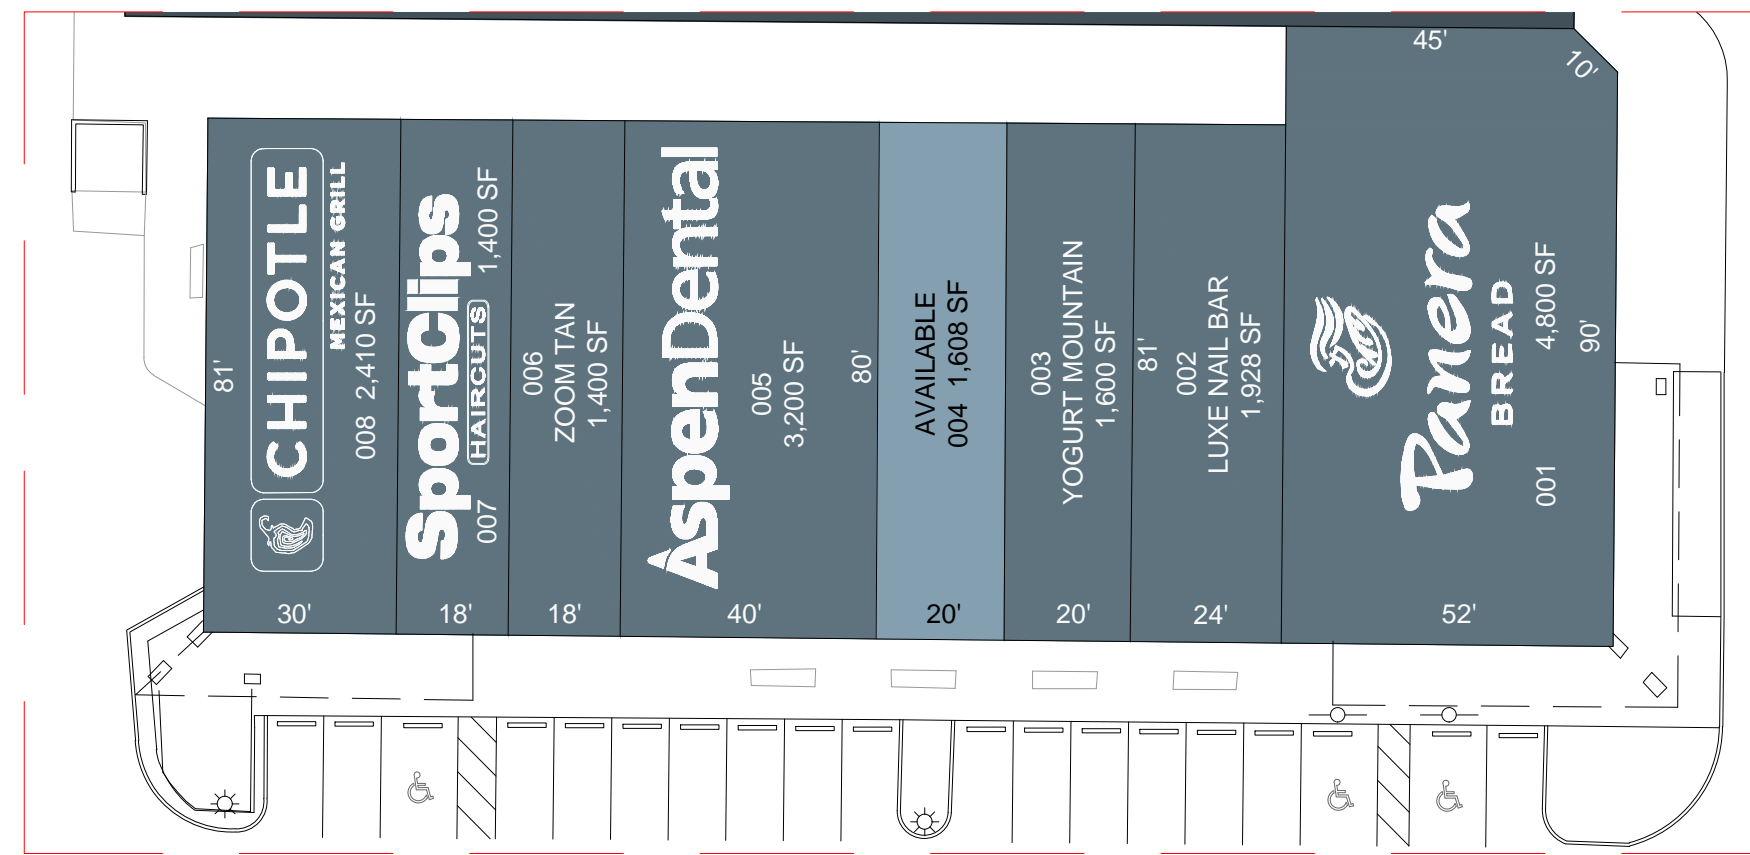 45'
10'
81'
CHIPOTLE
MEXICAN GRILL
008 2,410 SF
30'
SportClips
HAIRCUTS
007
1,400 SF
18'
006
ZOOM TAN
1,400 SF
18'
AspenDental
005
3,200 SF
80'
40'
AVAILABLE
004 1,608 SF
20'
003
YOGURT MOUNTAIN
1,600 SF
20'
81'
002
LUXE NAIL BAR
1,928 SF
24'
Panera
BREAD
001 4,800 SF
90'
52'